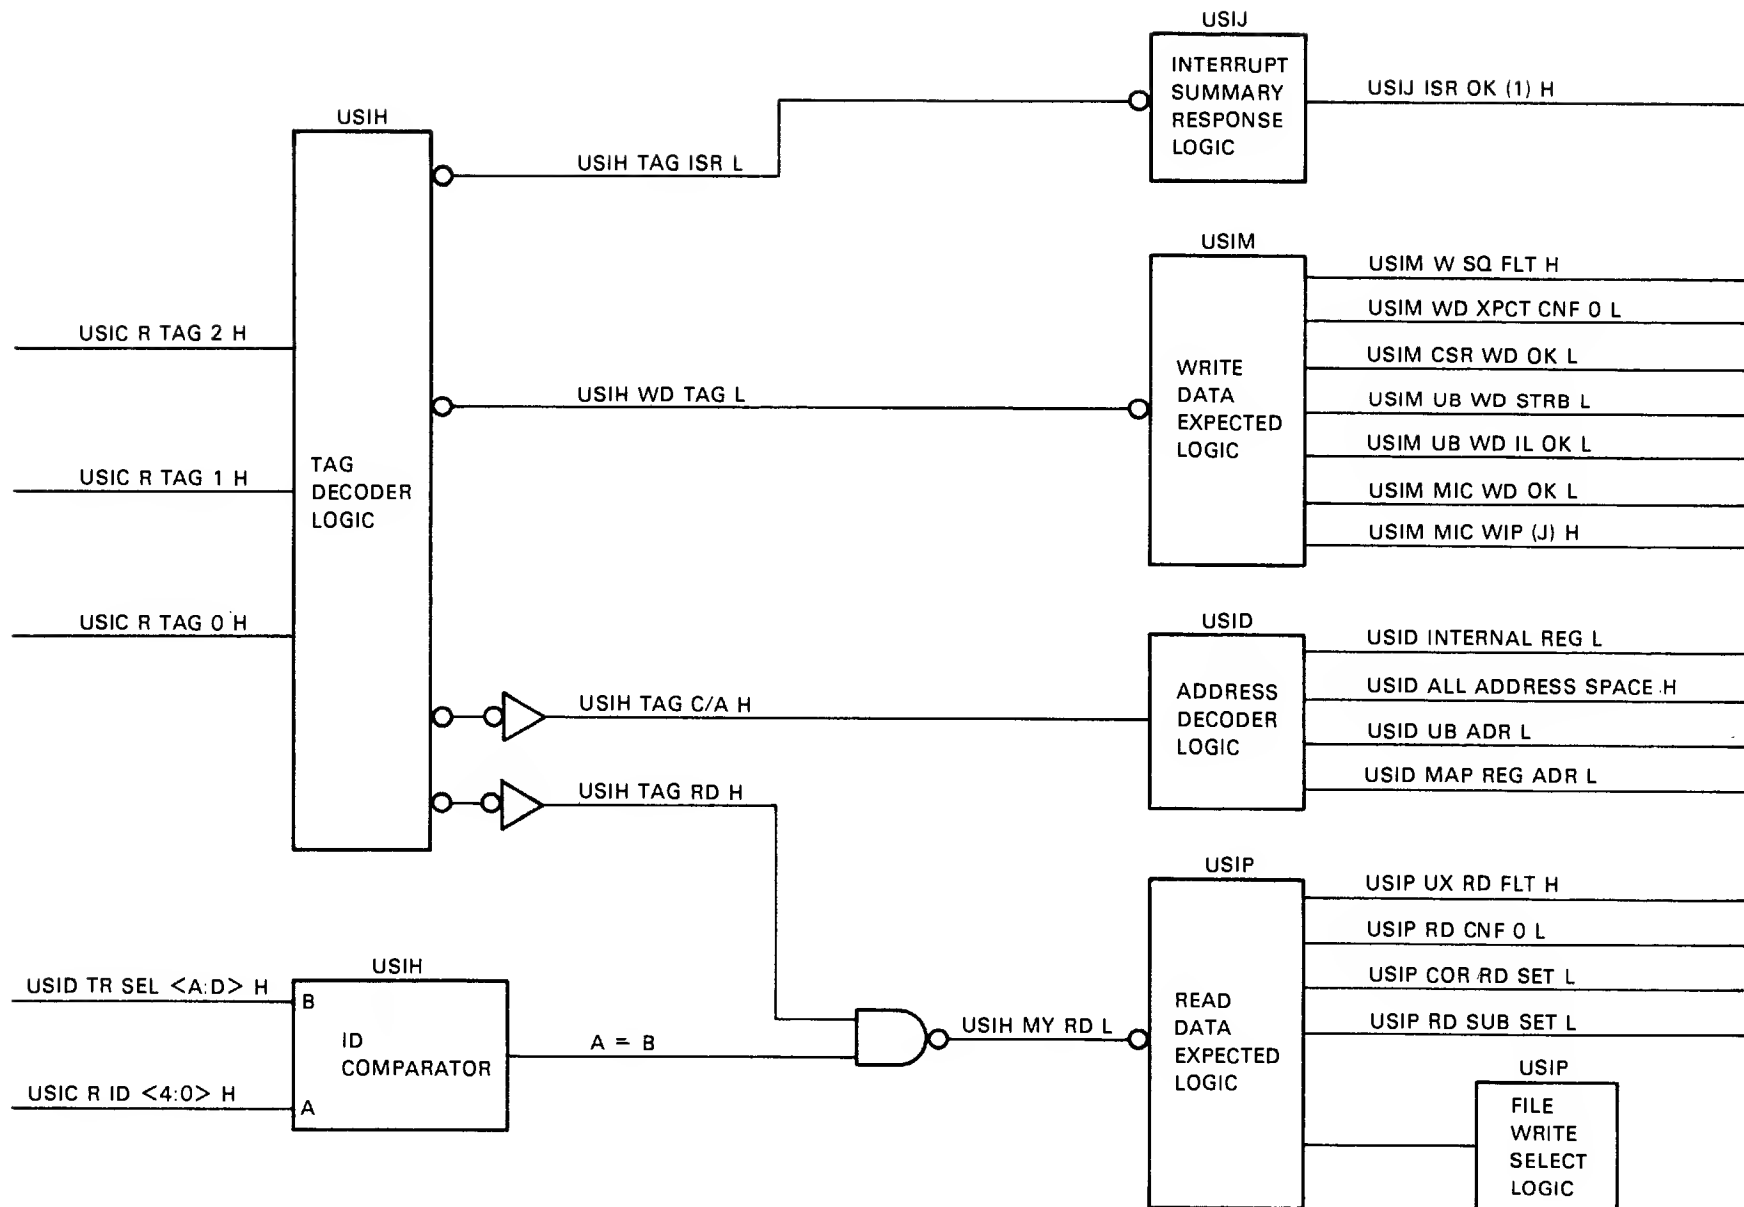 USIJ
INTERRUPT
SUMMARY
RESPONSE
LOGIC
USIJ ISR OK (1) H
USIH
USIH TAG ISR L
USIC R TAG 2 H
USIC R TAG 1 H
USIC R TAG 0 H
TAG
DECODER
LOGIC
USIH WD TAG L
USIM
WRITE
DATA
EXPECTED
LOGIC
USIM W SQ FLT H
USIM WD XPCT CNF 0 L
USIM CSR WD OK L
USIM UB WD STRB L
USIM UB WD IL OK L
USIM MIC WD OK L
USIM MIC WIP (J) H
USIH TAG C/A H
USID
ADDRESS
DECODER
LOGIC
USID INTERNAL REG L
USID ALL ADDRESS SPACE H
USID UB ADR L
USID MAP REG ADR L
USIH TAG RD H
USID TR SEL <A:D> H
USIC R ID <4:0> H
USIH
B
ID
COMPARATOR
A
A = B
USIH MY RD L
USIP
READ
DATA
EXPECTED
LOGIC
USIP UX RD FLT H
USIP RD CNF 0 L
USIP COR RD SET L
USIP RD SUB SET L
USIP
FILE
WRITE
SELECT
LOGIC